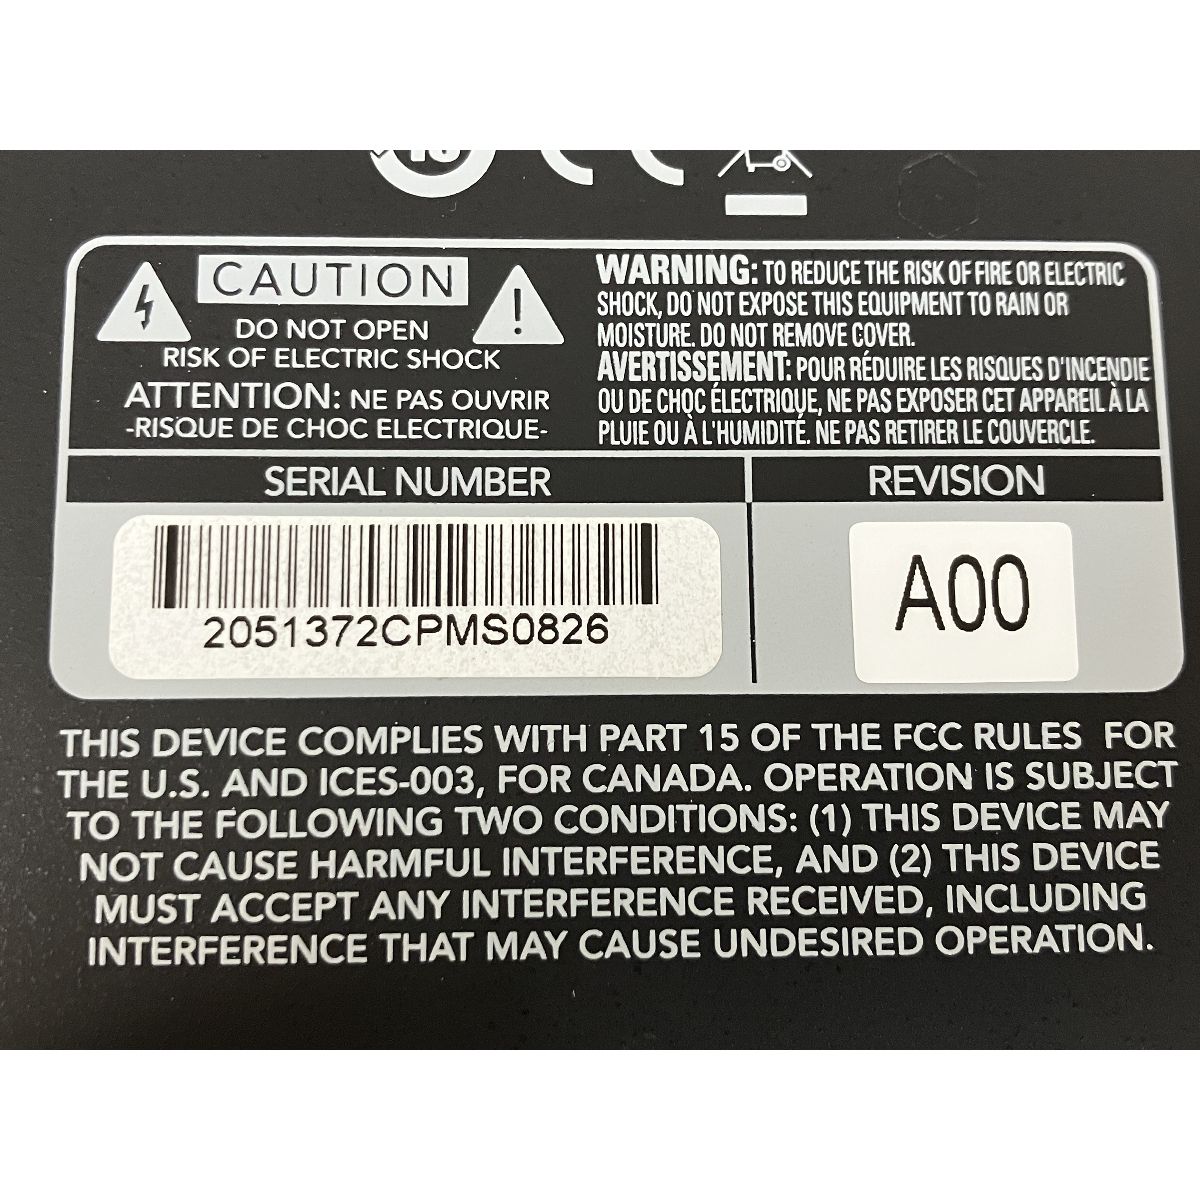 CAUTION
DO NOT OPEN
RISK OF ELECTRIC SHOCK
ATTENTION: NE PAS OUVRIR
-RISQUE DE CHOC ELECTRIQUE-
WARNING: TO REDUCE THE RISK OF FIRE OR ELECTRIC
SHOCK, DO NOT EXPOSE THIS EQUIPMENT TO RAIN OR
MOISTURE. DO NOT REMOVE COVER.
AVERTISSEMENT: POUR RÉDUIRE LES RISQUES D'INCENDIE
OU DE CHOC ÉLECTRIQUE, NE PAS EXPOSER CET APPAREIL À LA
PLUIE OU À L'HUMIDITÉ. NE PAS RETIRER LE COUVERCLE.
SERIAL NUMBER
REVISION
2051372CPMS0826
A00
THIS DEVICE COMPLIES WITH PART 15 OF THE FCC RULES FOR
THE U.S. AND ICES-003, FOR CANADA. OPERATION IS SUBJECT
TO THE FOLLOWING TWO CONDITIONS: (1) THIS DEVICE MAY
NOT CAUSE HARMFUL INTERFERENCE, AND (2) THIS DEVICE
MUST ACCEPT ANY INTERFERENCE RECEIVED, INCLUDING
INTERFERENCE THAT MAY CAUSE UNDESIRED OPERATION.